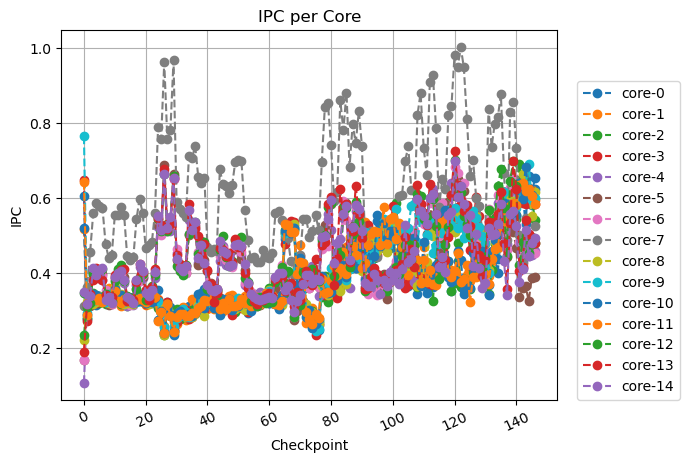 IPC per Core
1.0
0.8
0.6
0.4
0.2
IPC
0
20
40
60
80
100
120
140
Checkpoint
core-0
core-1
core-2
core-3
core-4
core-5
core-6
core-7
core-8
core-9
core-10
core-11
core-12
core-13
core-14